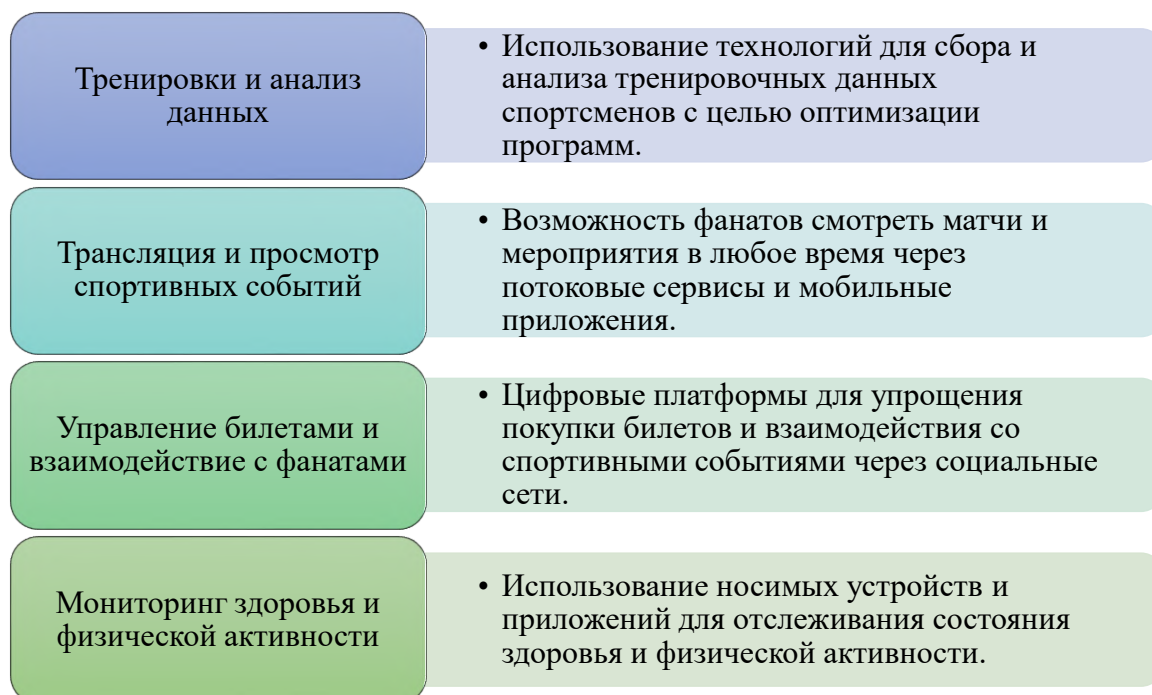 Тренировки и анализ
данных
• Использование технологий для сбора и
анализа тренировочных данных
спортсменов с целью оптимизации
программ.
Трансляция и просмотр
спортивных событий
• Возможность фанатов смотреть матчи и
мероприятия в любое время через
потоковые сервисы и мобильные
приложения.
Управление билетами и
взаимодействие с фанатами
• Цифровые платформы для упрощения
покупки билетов и взаимодействия со
спортивными событиями через социальные
сети.
Мониторинг здоровья и
физической активности
• Использование носимых устройств и
приложений для отслеживания состояния
здоровья и физической активности.